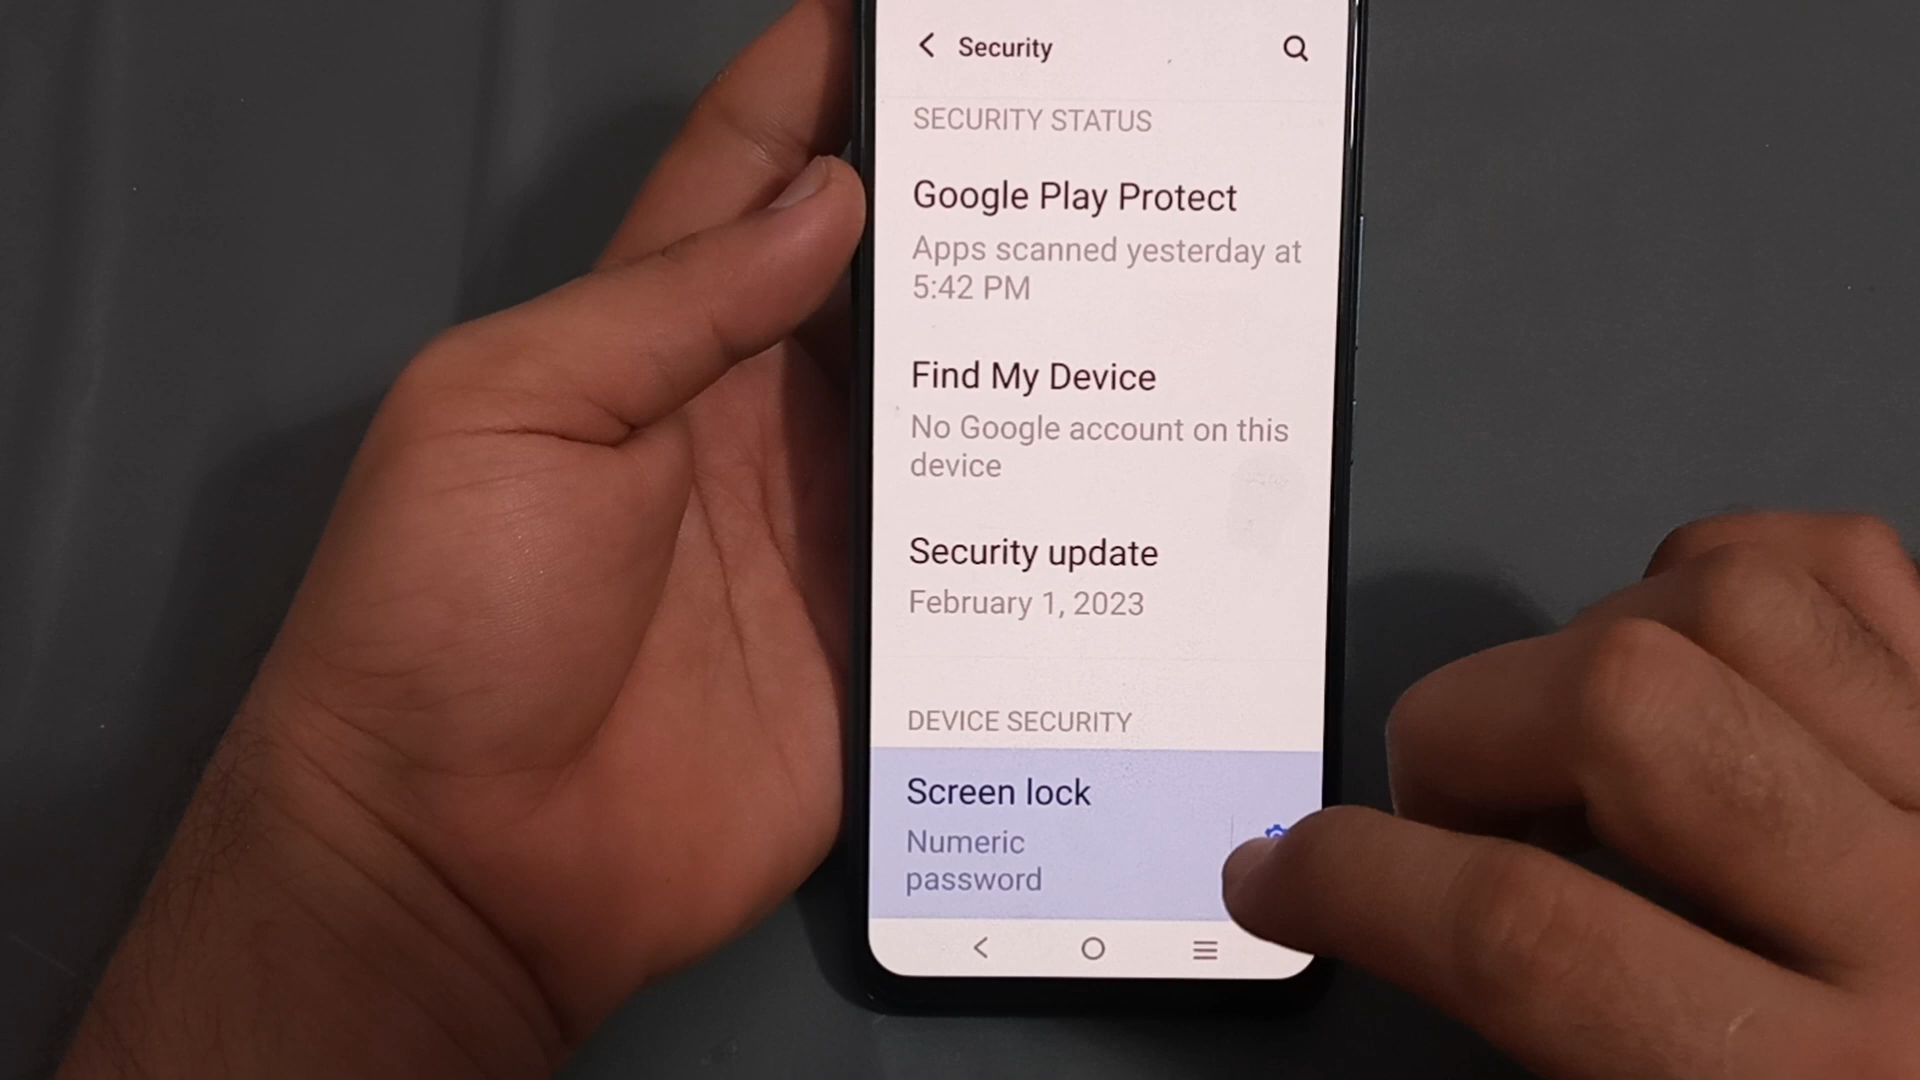 Security
SECURITY STATUS
Google Play Protect
Apps scanned yesterday at
5:42 PM
Find My Device
No Google account on this
device
Security update
February 1, 2023
DEVICE SECURITY
Screen lock
Numeric
password